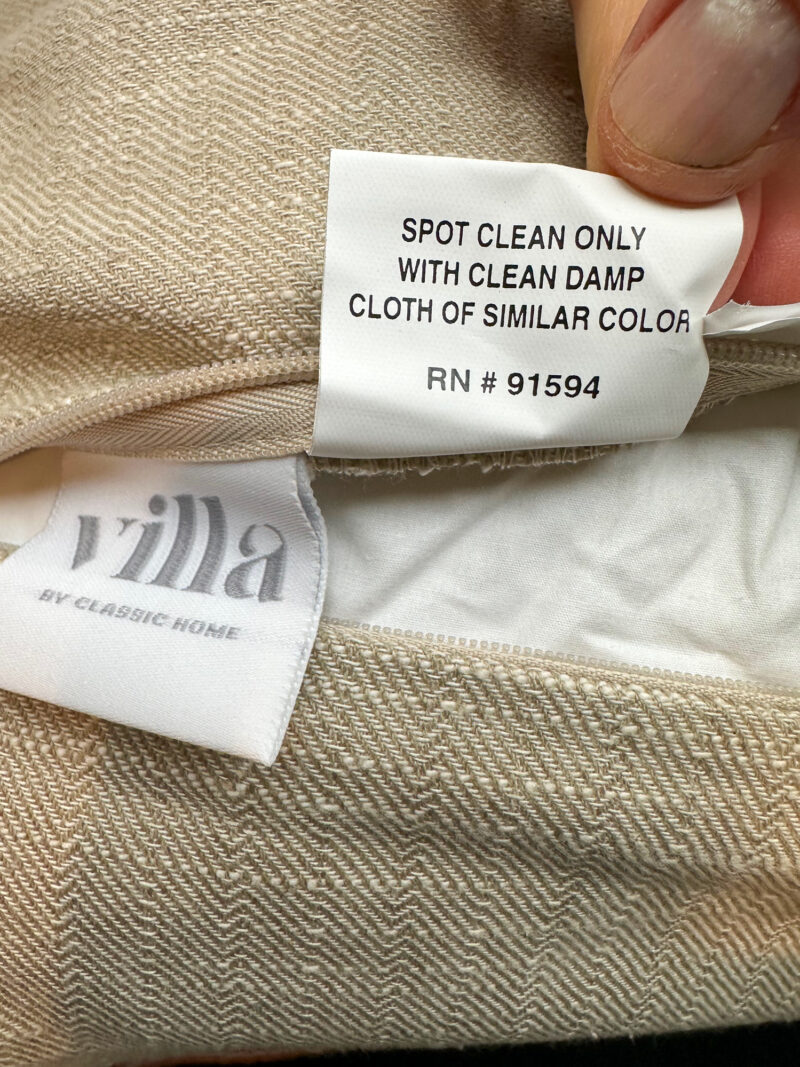 SPOT CLEAN ONLY
WITH CLEAN DAMP
CLOTH OF SIMILAR COLOR
RN # 91594
villa
BY CLASSIC HOME